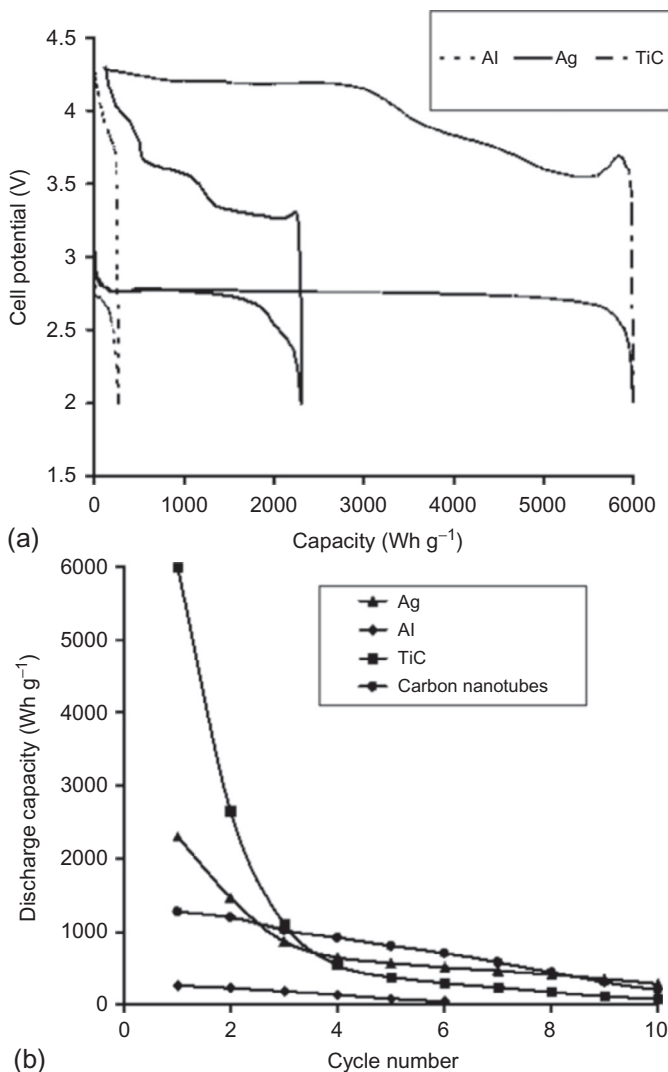 4.5
Al Ag TiC
4
3.5
Cell potential (V)
3
2.5
2
1.5
0 1000 2000 3000 4000 5000 6000
(a) Capacity (Wh g−1)
6000
Ag
Al
5000
TiC
Carbon nanotubes
4000
Discharge capacity (Wh g−1)
3000
2000
1000
0
0 2 4 6 8 10
(b) Cycle number